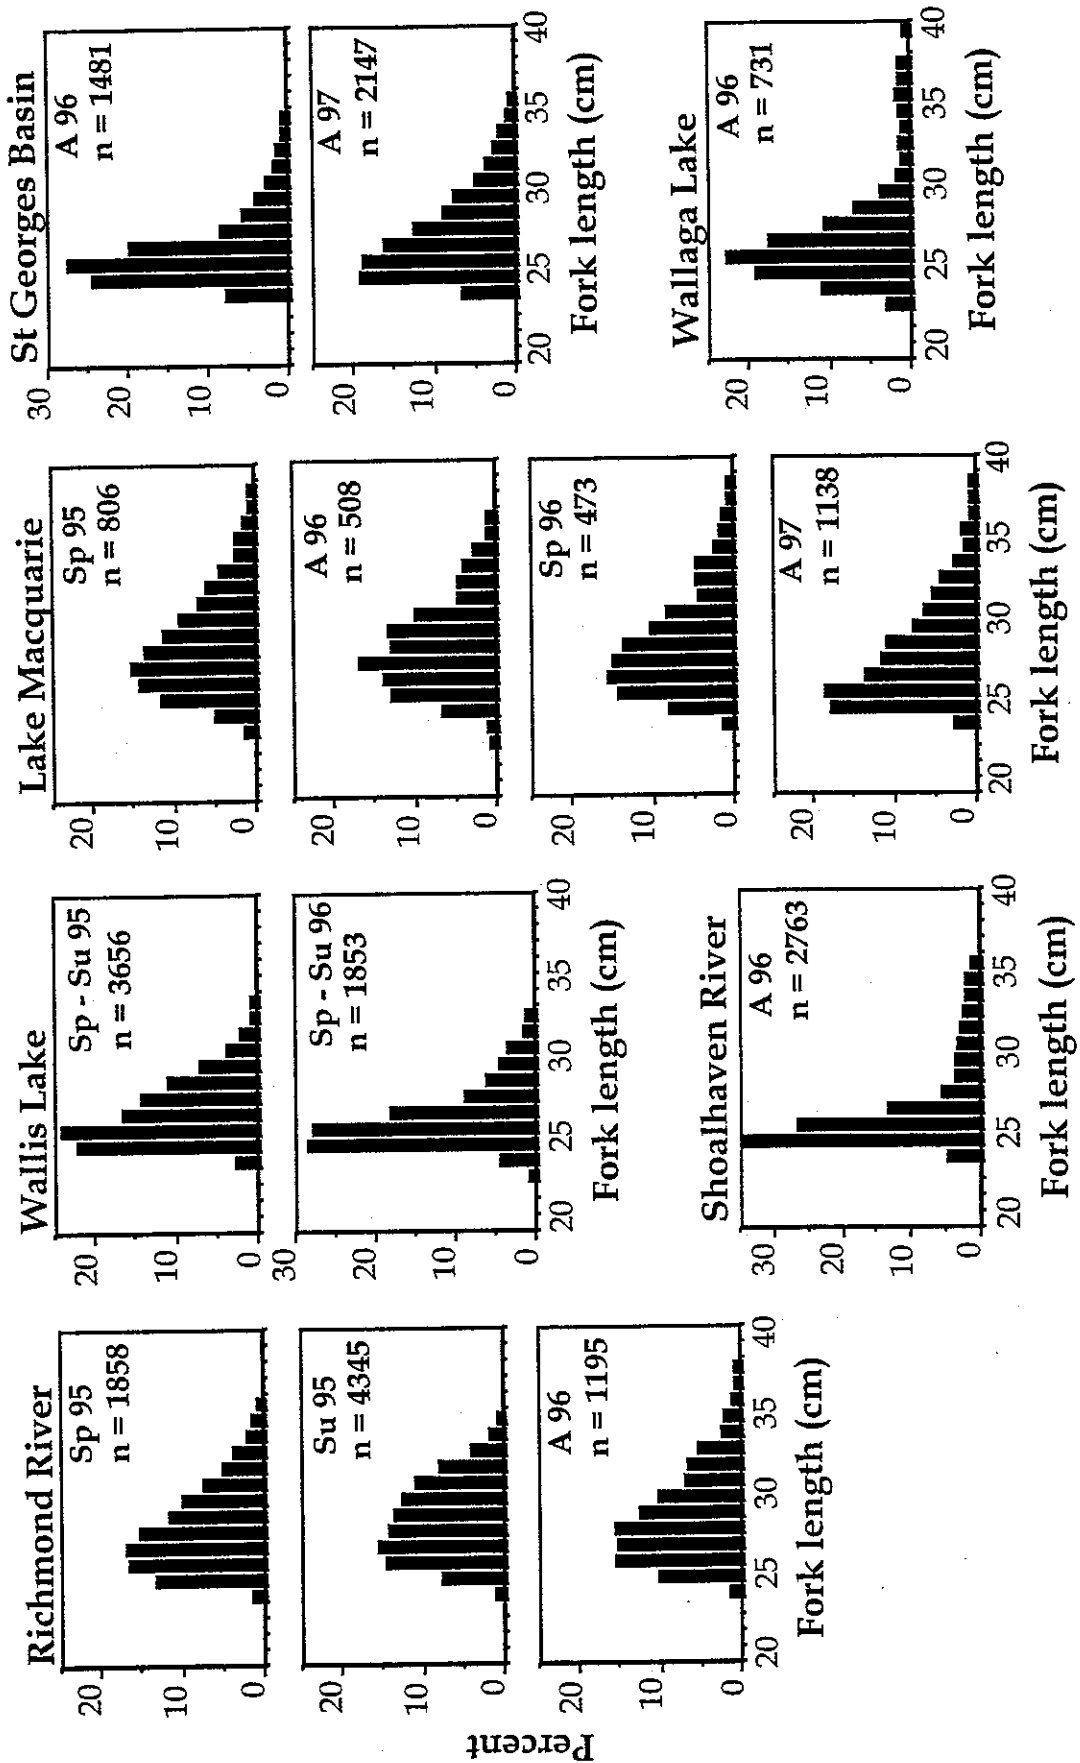 Richmond River
Sp 95
n = 1858
20
10
0
Su 95
n = 4345
20
10
0
A 96
n = 1195
20
10
0
20 25 30 35 40
Fork length (cm)
Percent
Wallis Lake
Sp - Su 95
n = 3656
20
10
0
Sp - Su 96
n = 1853
30
20
10
0
20 25 30 35 40
Fork length (cm)
Shoalhaven River
A 96
n = 2763
30
20
10
0
20 25 30 35 40
Fork length (cm)
Lake Macquarie
Sp 95
n = 806
20
10
0
A 96
n = 508
20
10
0
Sp 96
n = 473
20
10
0
A 97
n = 1138
20
10
0
20 25 30 35 40
Fork length (cm)
St Georges Basin
A 96
n = 1481
30
20
10
0
A 97
n = 2147
20
10
0
20 25 30 35 40
Fork length (cm)
Wallaga Lake
A 96
n = 731
20
10
0
20 25 30 35 40
Fork length (cm)